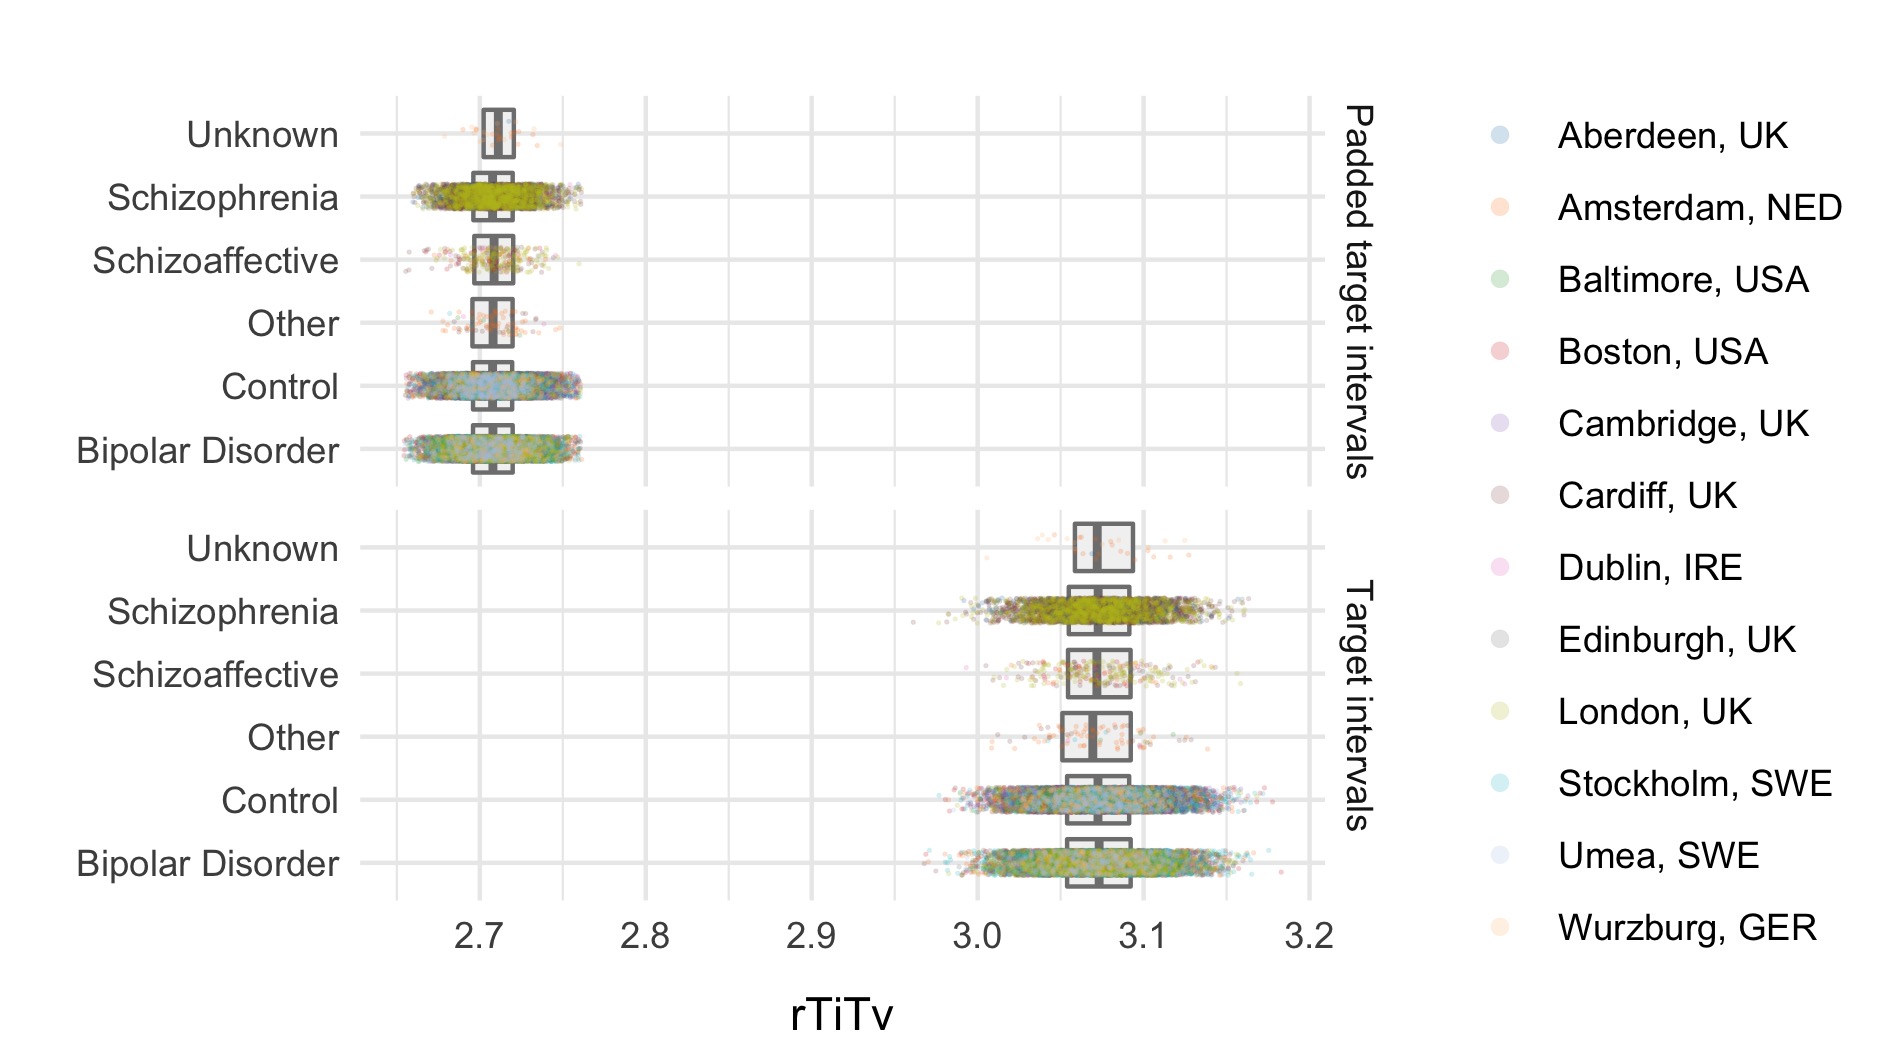 Unknown
Schizophrenia
Schizoaffective
Other
Control
Bipolar Disorder
Padded target intervals
Unknown
Schizophrenia
Schizoaffective
Other
Control
Bipolar Disorder
Target intervals
2.7 2.8 2.9 3.0 3.1 3.2
rTiTv
Aberdeen, UK
Amsterdam, NED
Baltimore, USA
Boston, USA
Cambridge, UK
Cardiff, UK
Dublin, IRE
Edinburgh, UK
London, UK
Stockholm, SWE
Umea, SWE
Wurzburg, GER